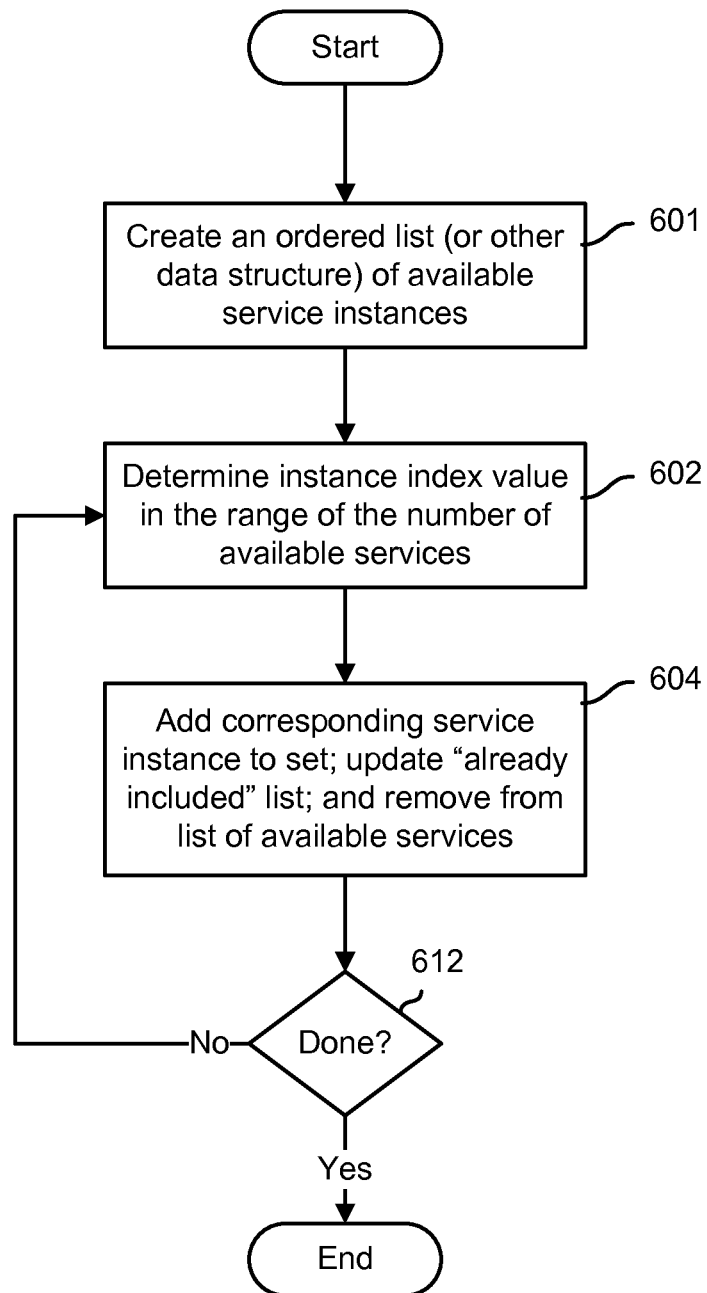 Start
601
Create an ordered list (or other
data structure) of available
service instances
602
Determine instance index value
in the range of the number of
available services
604
Add corresponding service
instance to set; update “already
included” list; and remove from
list of available services
612
Done?
No
Yes
End